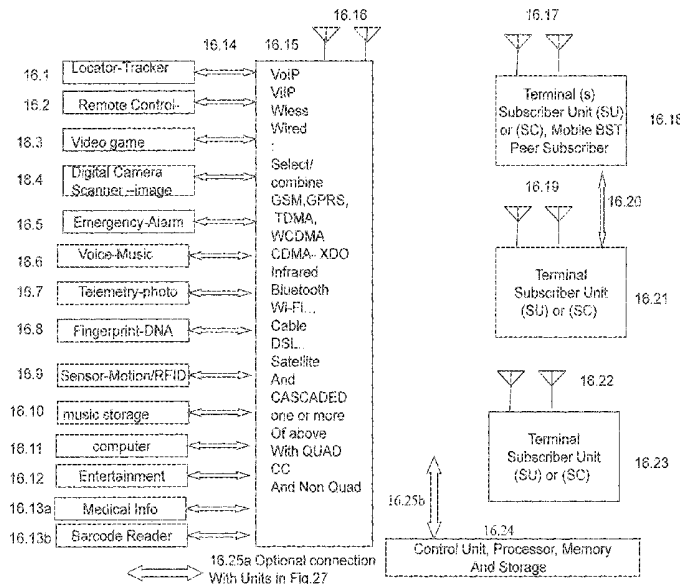 16.16
16.14
16.15
16.1
Locator-Tracker
16.2
Remote Control-
16.3
Video game
16.4
Digital Camera
Scanner –image
16.5
Emergency-Alarm
16.6
Voice-Music
16.7
Telemetry-photo
16.8
Fingerprint-DNA
16.9
Sensor-Motion/RFID
16.10
music storage
16.11
computer
16.12
Entertainment
16.13a
Medical Info
16.13b
Barcode Reader
VoIP
ViIP
Wless
Wired
:
Select/
combine
GSM,GPRS,
TDMA,
WCDMA
CDMA- XDO
Infrared
Bluetooth
Wi-Fi...
Cable
DSL..
Satellite
And
CASCADED
one or more
Of above
With QUAD
CC
And Non Quad
16.25a Optional connection
With Units in Fig.27
16.17
Terminal (s)
Subscriber Unit (SU)
or (SC), Mobile BST
Peer Subscriber
16.18
16.19
16.20
Terminal
Subscriber Unit
(SU) or (SC)
16.21
16.22
Terminal
Subscriber Unit
(SU) or (SC)
16.23
16.25b
16.24
Control Unit, Processor, Memory
And Storage